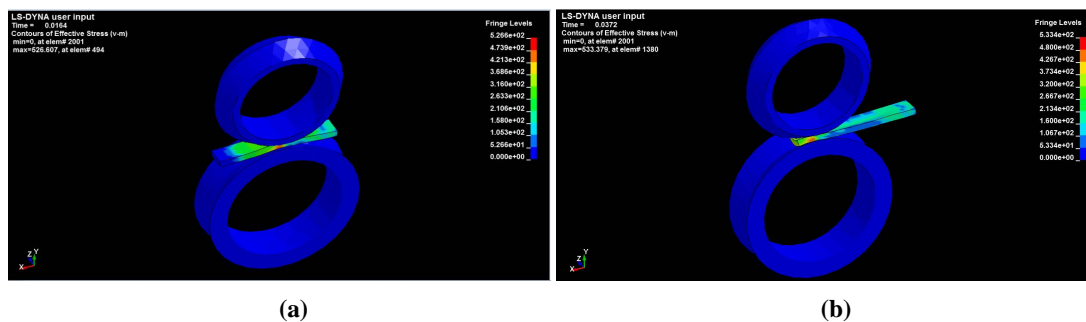 LS-DYNA user input
Time = 0.0164
Contours of Effective Stress (v-m)
min=0, at elem# 2001
max=526.607, at elem# 494
Fringe Levels
5.266e+02
4.739e+02
4.213e+02
3.686e+02
3.160e+02
2.633e+02
2.106e+02
1.580e+02
1.053e+02
5.266e+01
0.000e+00
Z Y
X
(a)
LS-DYNA user input
Time = 0.0372
Contours of Effective Stress (v-m)
min=0, at elem# 2001
max=533.379, at elem# 1380
Fringe Levels
5.334e+02
4.800e+02
4.267e+02
3.734e+02
3.200e+02
2.667e+02
2.134e+02
1.600e+02
1.067e+02
5.334e+01
0.000e+00
Z Y
X
(b)